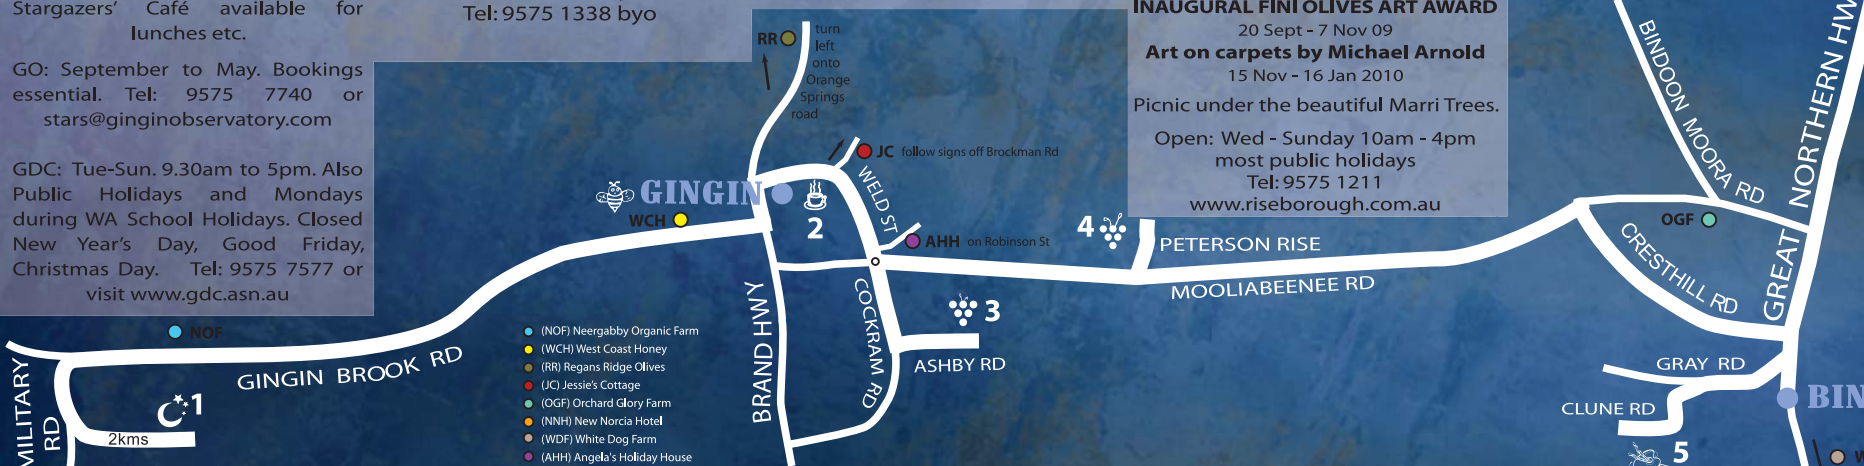 Stargazers’ Café available for
lunches etc.
GO: September to May. Bookings
essential. Tel: 9575 7740 or
stars@ginginobservatory.com
GDC: Tue-Sun. 9.30am to 5pm. Also
Public Holidays and Mondays
during WA School Holidays. Closed
New Year’s Day, Good Friday,
Christmas Day. Tel: 9575 7577 or
visit www.gdc.asn.au
Tel: 9575 1338 byo
INAUGURAL FINI OLIVES ART AWARD
20 Sept - 7 Nov 09
Art on carpets by Michael Arnold
15 Nov - 16 Jan 2010
Picnic under the beautiful Marri Trees.
Open: Wed - Sunday 10am - 4pm
most public holidays
Tel: 9575 1211
www.riseborough.com.au
RR
turn
left
onto
Orange
Springs
road
JC follow signs off Brockman Rd
GINGIN
WCH
2
WELD ST
AHH on Robinson St
4
PETERSON RISE
MOOLIABEENEE RD
BINDOON MOORA RD
GREAT NORTHERN HW
OGF
CRESTHILL RD
GRAY RD
CLUNE RD
BIN
5
W
NOF
GINGIN BROOK RD
MILITARY
RD
1
2kms
BRAND HWY
COCKRAM RD
3
ASHBY RD
(NOF) Neergabby Organic Farm
(WCH) West Coast Honey
(RR) Regans Ridge Olives
(JC) Jessie's Cottage
(OGF) Orchard Glory Farm
(NNH) New Norcia Hotel
(WDF) White Dog Farm
(AHH) Angela's Holiday House